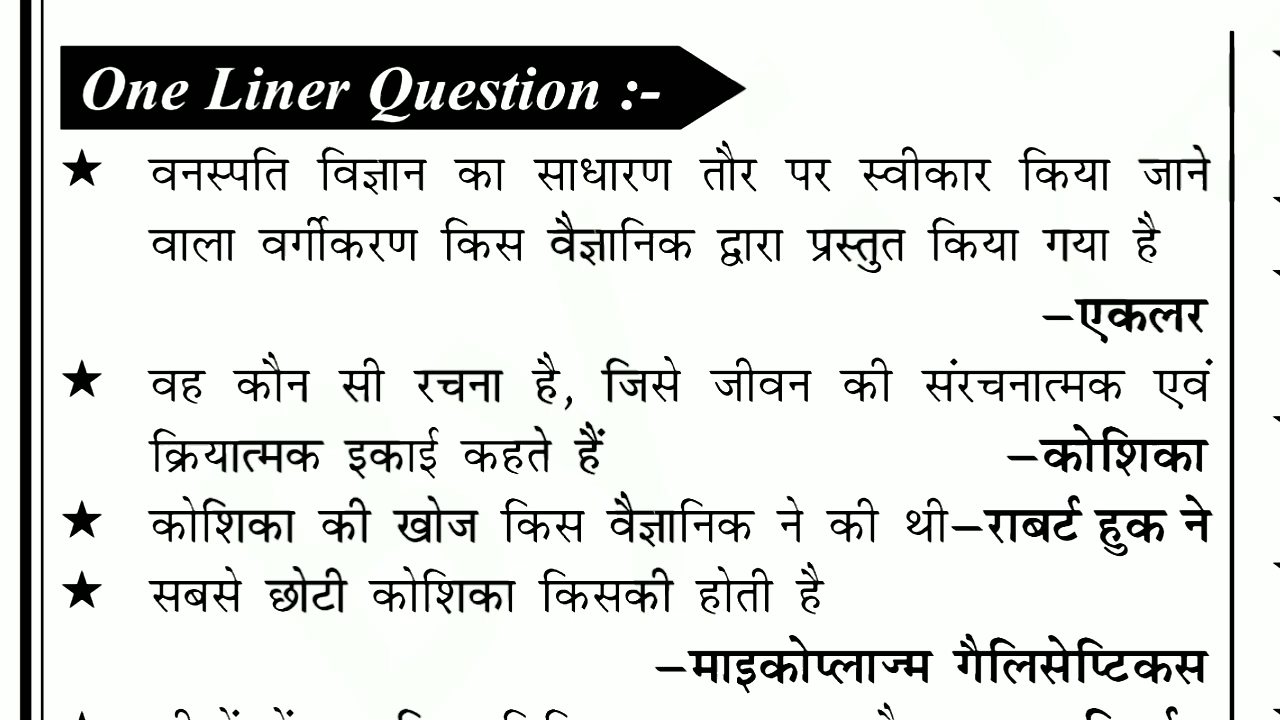 One Liner Question :-
★ वनस्पति विज्ञान का साधारण तौर पर स्वीकार किया जाने
वाला वर्गीकरण किस वैज्ञानिक द्वारा प्रस्तुत किया गया है
–एकलर
★ वह कौन सी रचना है, जिसे जीवन की संरचनात्मक एवं
क्रियात्मक इकाई कहते हैं –कोशिका
★ कोशिका की खोज किस वैज्ञानिक ने की थी–राबर्ट हुक ने
★ सबसे छोटी कोशिका किसकी होती है
–माइकोप्लाज्म गैलिसेप्टिकस